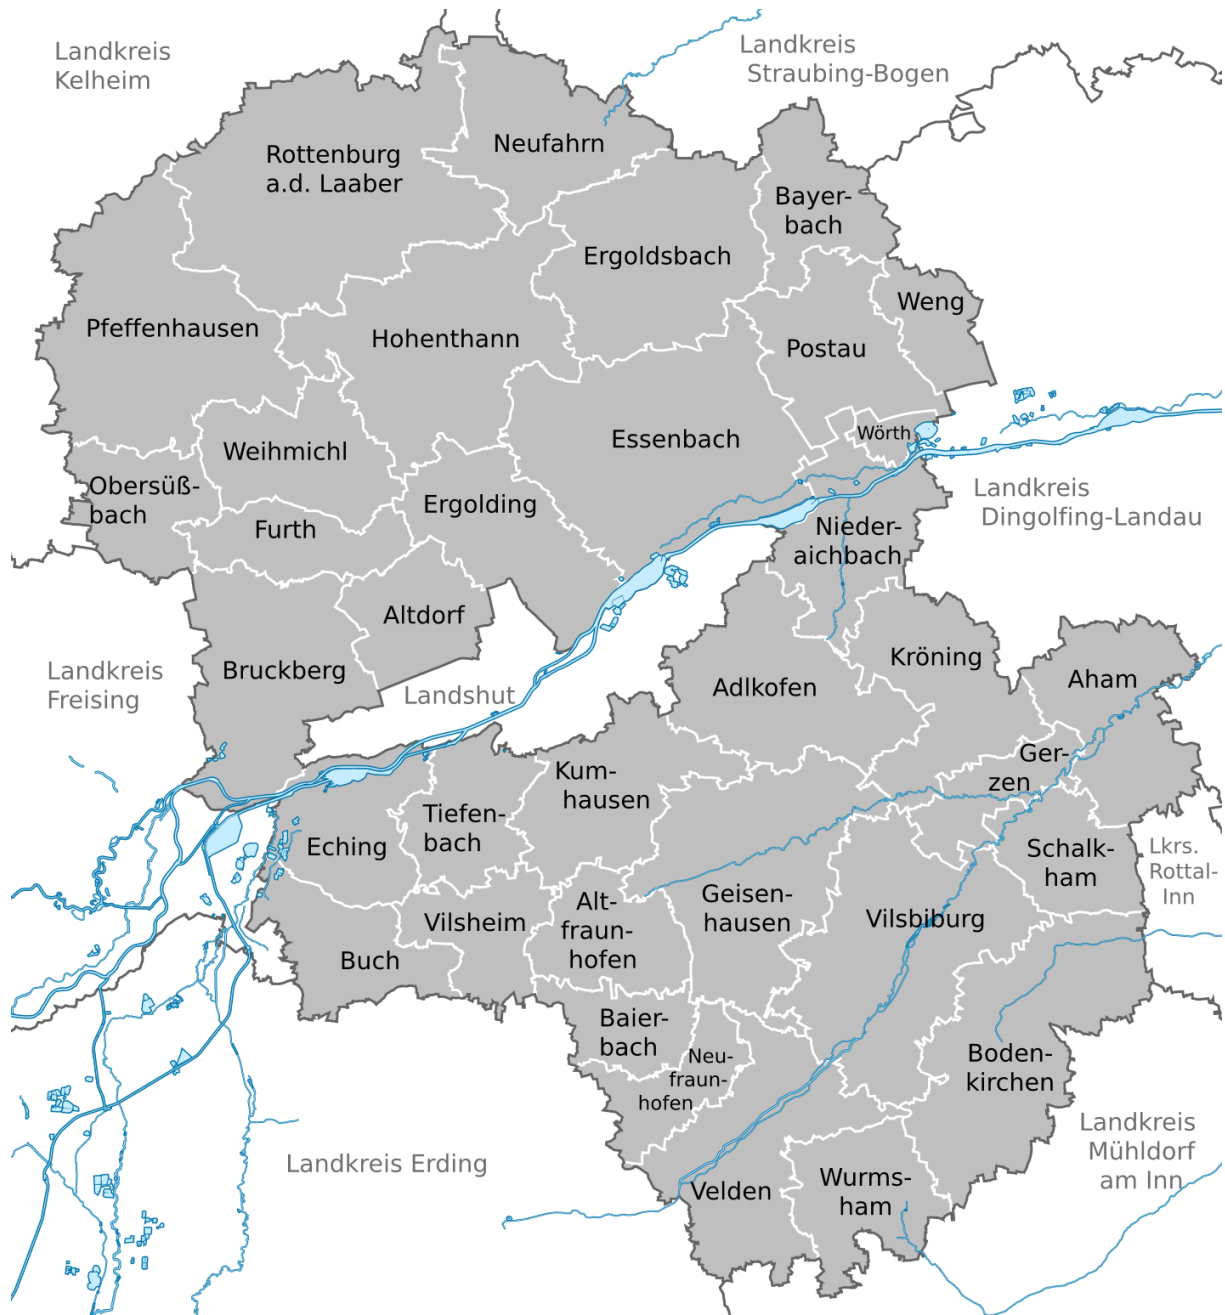 Landkreis
Kelheim
Landkreis
Straubing-Bogen
Neufahrn
Rottenburg
a.d. Laaber
Bayer-
bach
Ergoldsbach
Weng
Pfeffenhausen
Hohenthann
Postau
Wörth
Essenbach
Weihmichl
Obersüß-
bach
Ergolding
Furth
Landkreis
Dingolfing-Landau
Nieder-
aichbach
Altdorf
Kröning
Landkreis
Freising
Bruckberg
Landshut
Adlkofen
Aham
Ger-
zen
Kum-
hausen
Tiefen-
bach
Eching
Schalk-
ham
Lkrs.
Rottal-
Inn
Geisen-
hausen
Alt-
fraun-
hofen
Vilsheim
Vilsbiburg
Buch
Baier-
bach
Neu-
fraun-
hofen
Boden-
kirchen
Landkreis
Mühldorf
am Inn
Landkreis Erding
Velden
Wurms-
ham